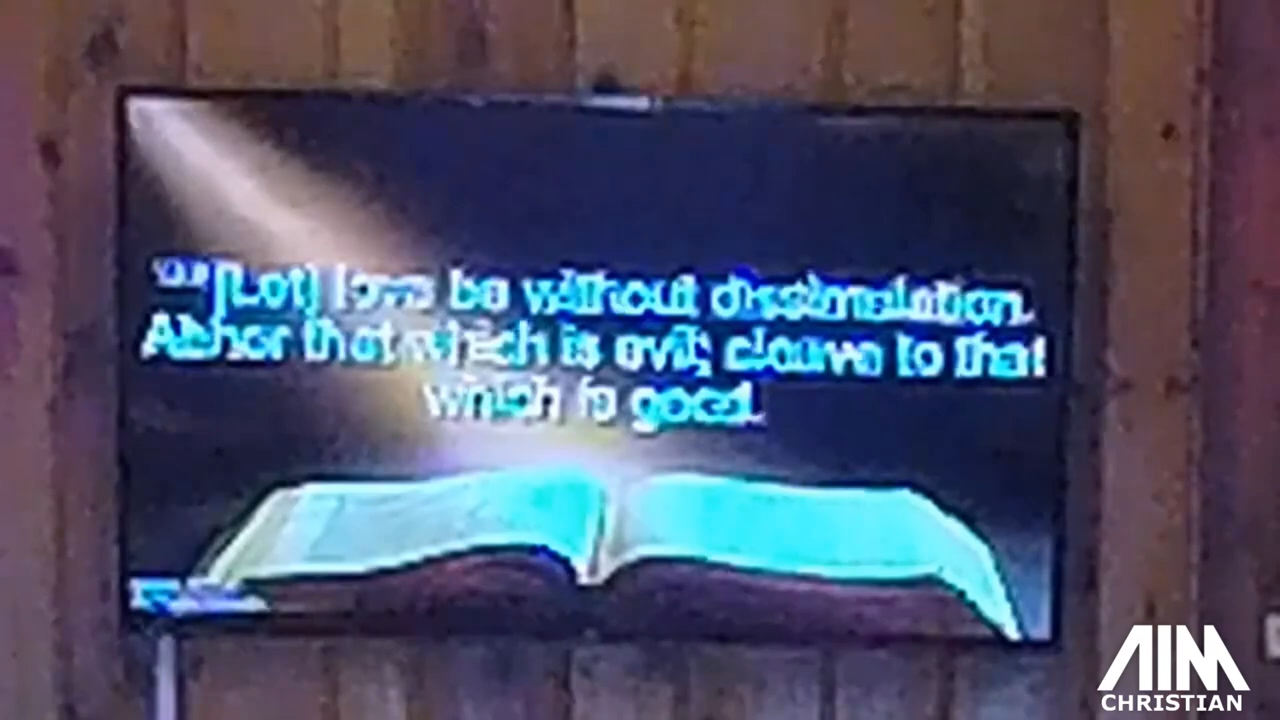 [Let] love be without dissimulation.
Abhor that which is evil; cleave to that
which is good.
AIM
CHRISTIAN